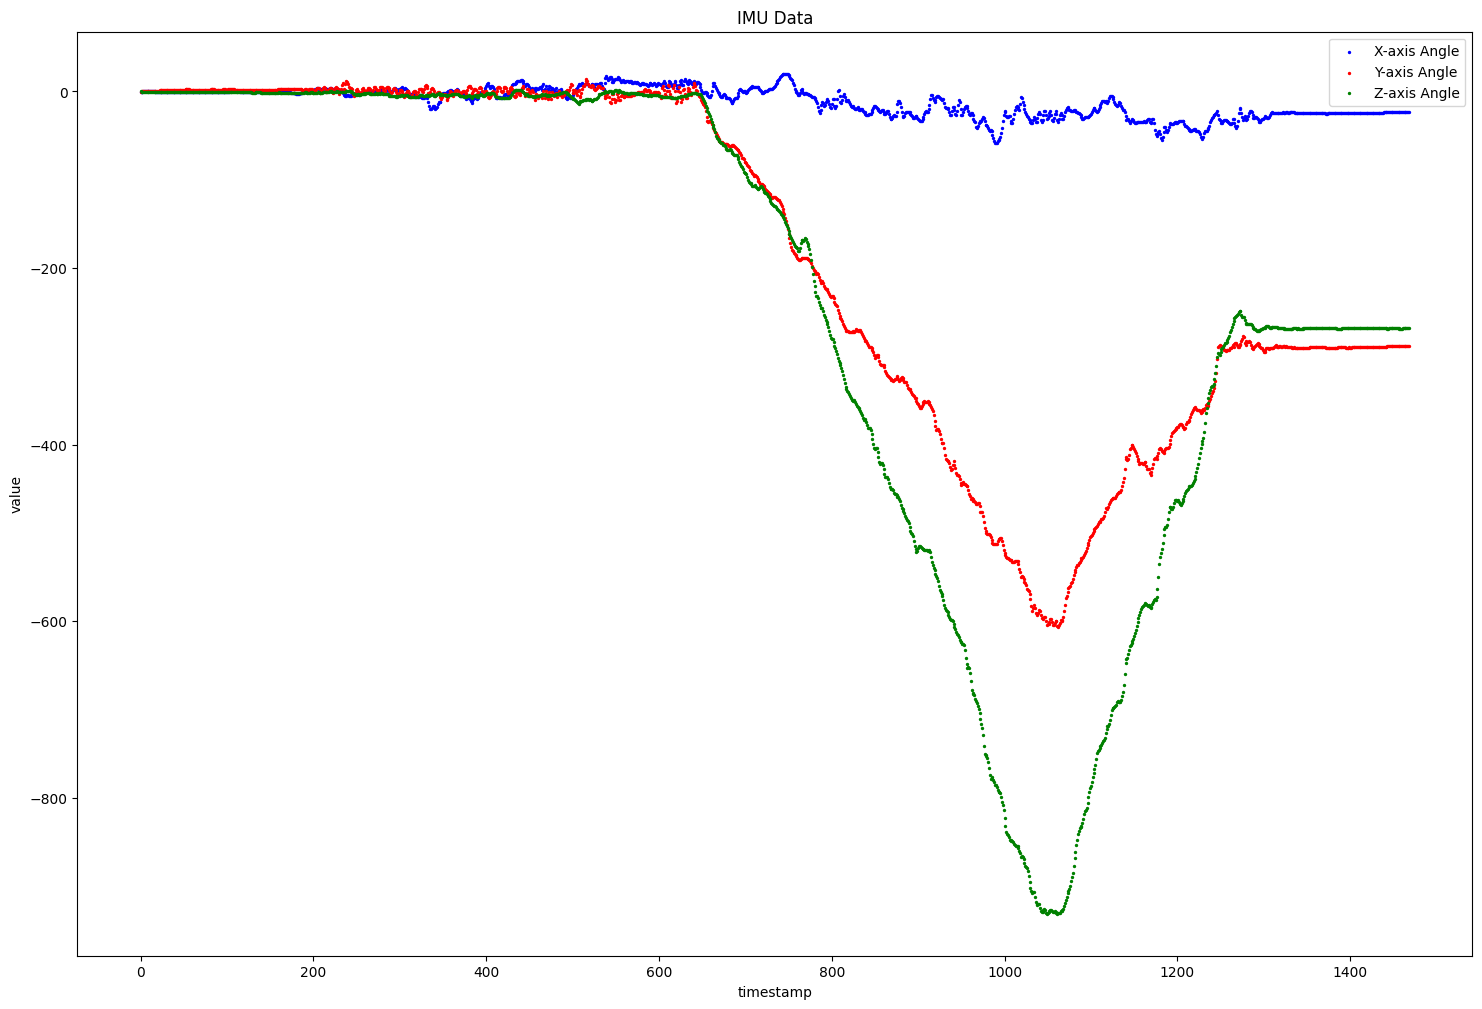 IMU Data
X-axis Angle
Y-axis Angle
Z-axis Angle
0
−200
−400
−600
−800
value
0 200 400 600 800 1000 1200 1400
timestamp